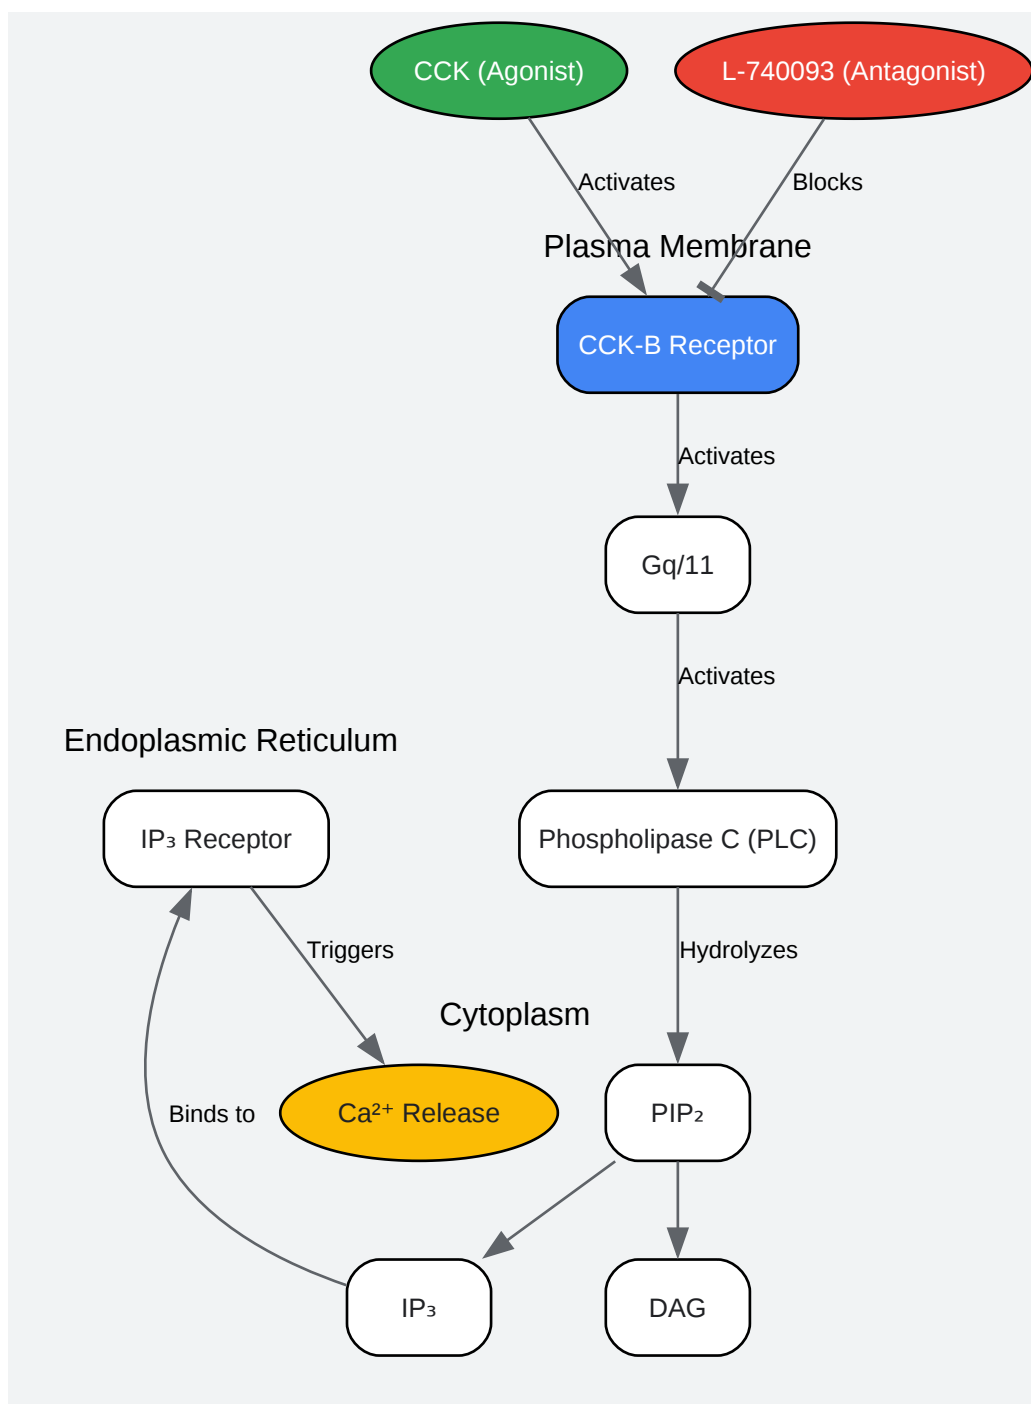 CCK (Agonist)
L-740093 (Antagonist)
Activates
Blocks
Plasma Membrane
CCK-B Receptor
Activates
Gq/11
Activates
Endoplasmic Reticulum
IP₃ Receptor
Phospholipase C (PLC)
Triggers
Hydrolyzes
Cytoplasm
Binds to
Ca²⁺ Release
PIP₂
IP₃
DAG